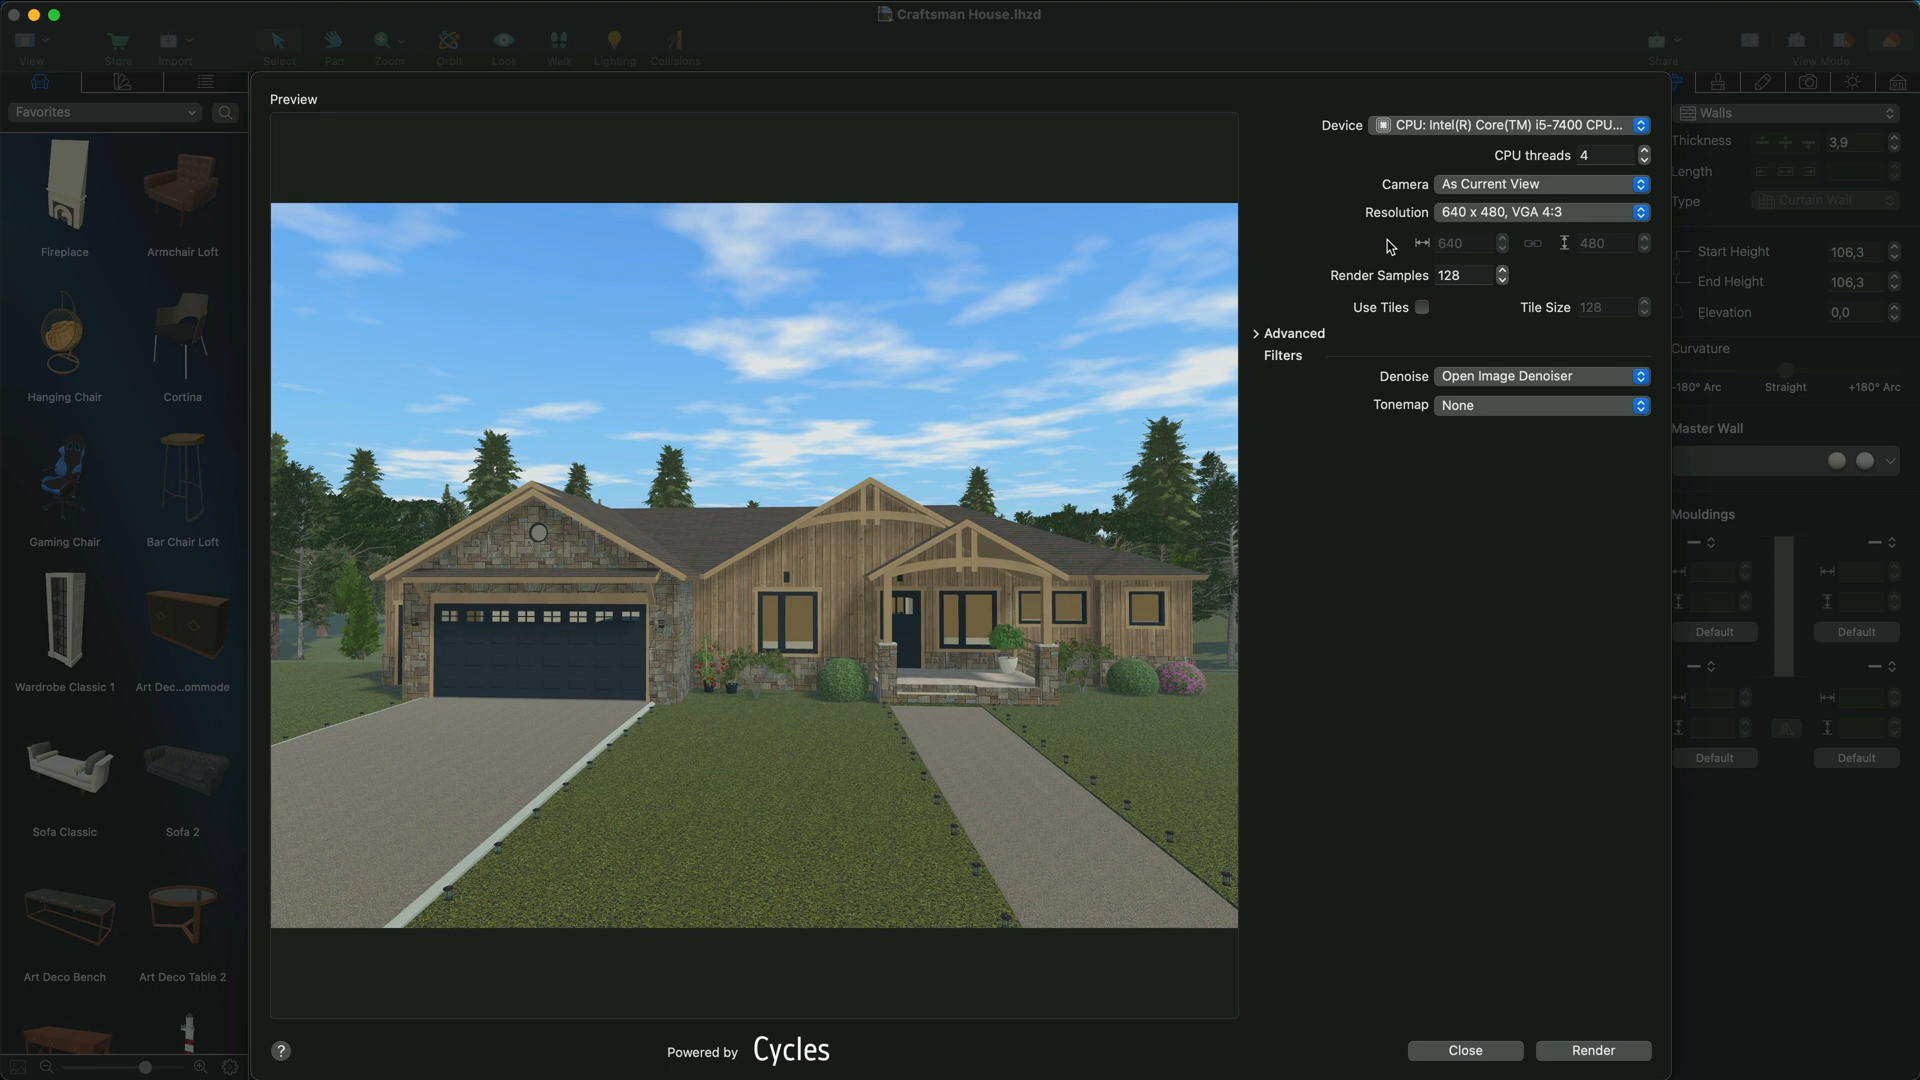 Craftsman House.lhzd
View
Store
Import
Select
Pan
Zoom
Orbit
Look
Walk
Lighting
Collisions
Share
View Mode
Favorites
Fireplace
Armchair Loft
Hanging Chair
Cortina
Gaming Chair
Bar Chair Loft
Wardrobe Classic 1
Art Dec...ommode
Sofa Classic
Sofa 2
Art Deco Bench
Art Deco Table 2
Preview
Device CPU: Intel(R) Core(TM) i5-7400 CPU...
CPU threads 4
Camera As Current View
Resolution 640 x 480, VGA 4:3
640 480
Render Samples 128
Use Tiles Tile Size 128
Advanced
Filters
Denoise Open Image Denoiser
Tonemap None
?
Powered by Cycles
Close
Render
Walls
Thickness 3,9
Length
Type Curtain Wall
Start Height 106,3
End Height 106,3
Elevation 0,0
Curvature
-180° Arc Straight +180° Arc
Master Wall
Mouldings
Default Default
Default Default